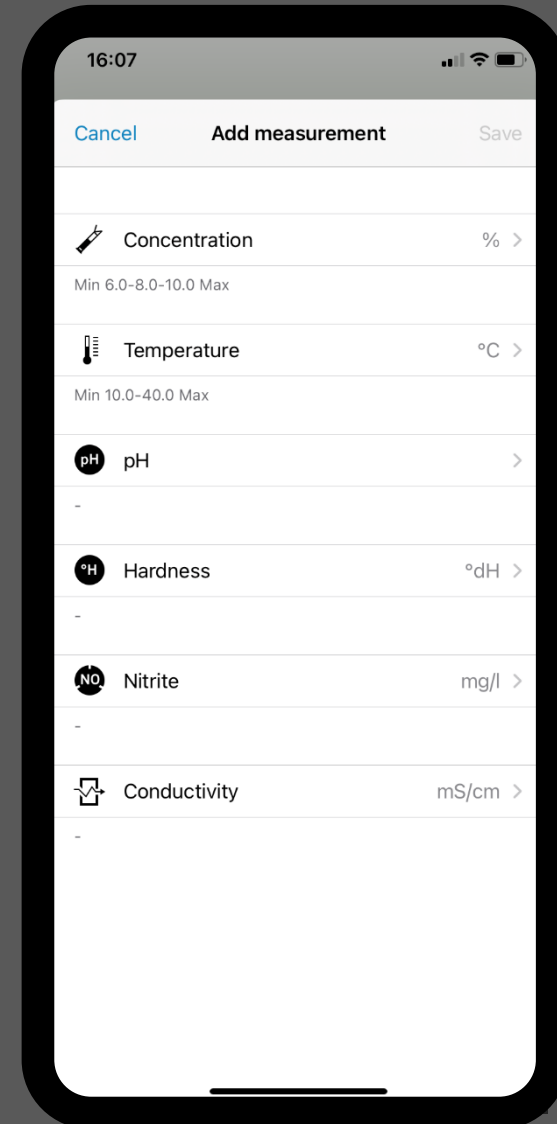 16:07
Cancel Add measurement Save
Concentration %
Min 6.0-8.0-10.0 Max
Temperature °C
Min 10.0-40.0 Max
pH pH
-
°H Hardness °dH
-
NO Nitrite mg/l
-
Conductivity mS/cm
-